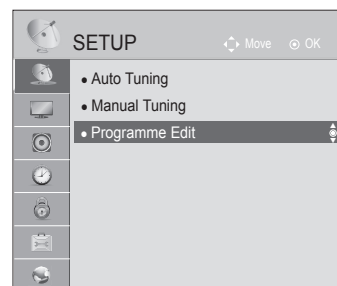 SETUP
Move OK
• Auto Tuning
• Manual Tuning
• Programme Edit